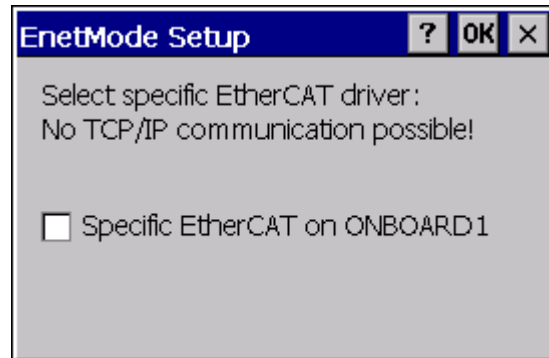 EnetMode Setup ? OK ×
Select specific EtherCAT driver:
No TCP/IP communication possible!
Specific EtherCAT on ONBOARD1